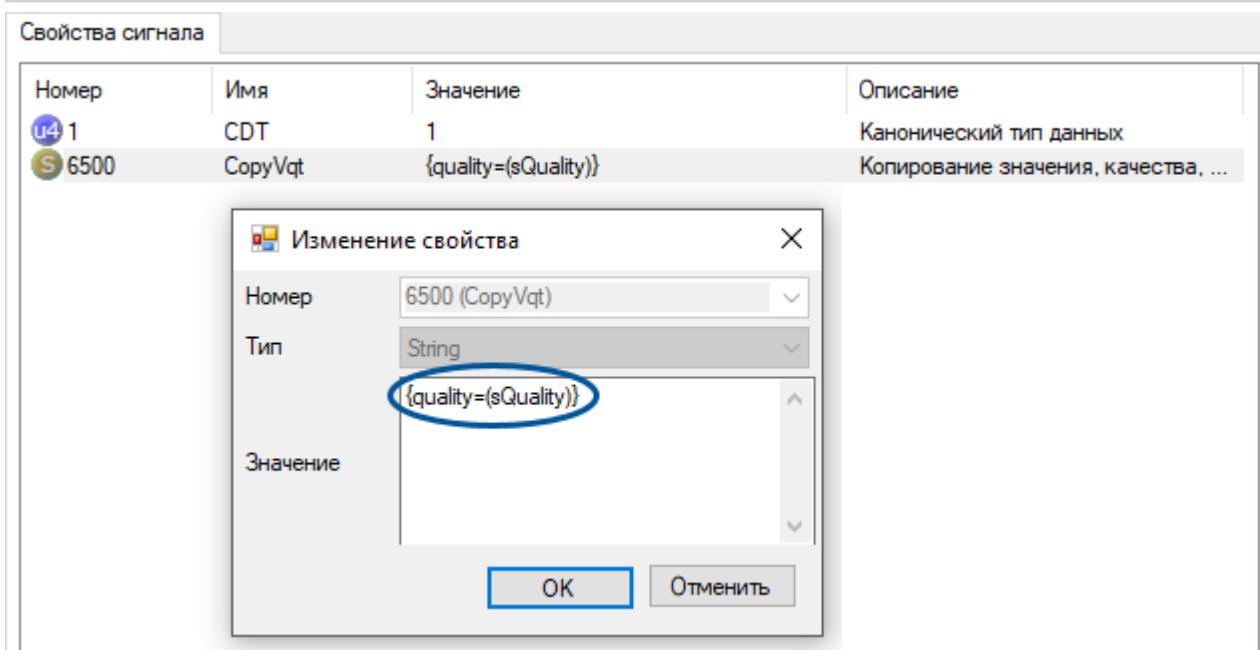 Свойства сигнала
Номер Имя Значение Описание
u4 1 CDT 1 Канонический тип данных
S 6500 CopyVqt {quality=(sQuality)} Копирование значения, качества, ...
Изменение свойства
Номер 6500 (CopyVqt)
Тип String
{quality=(sQuality)}
Значение
OK Отменить